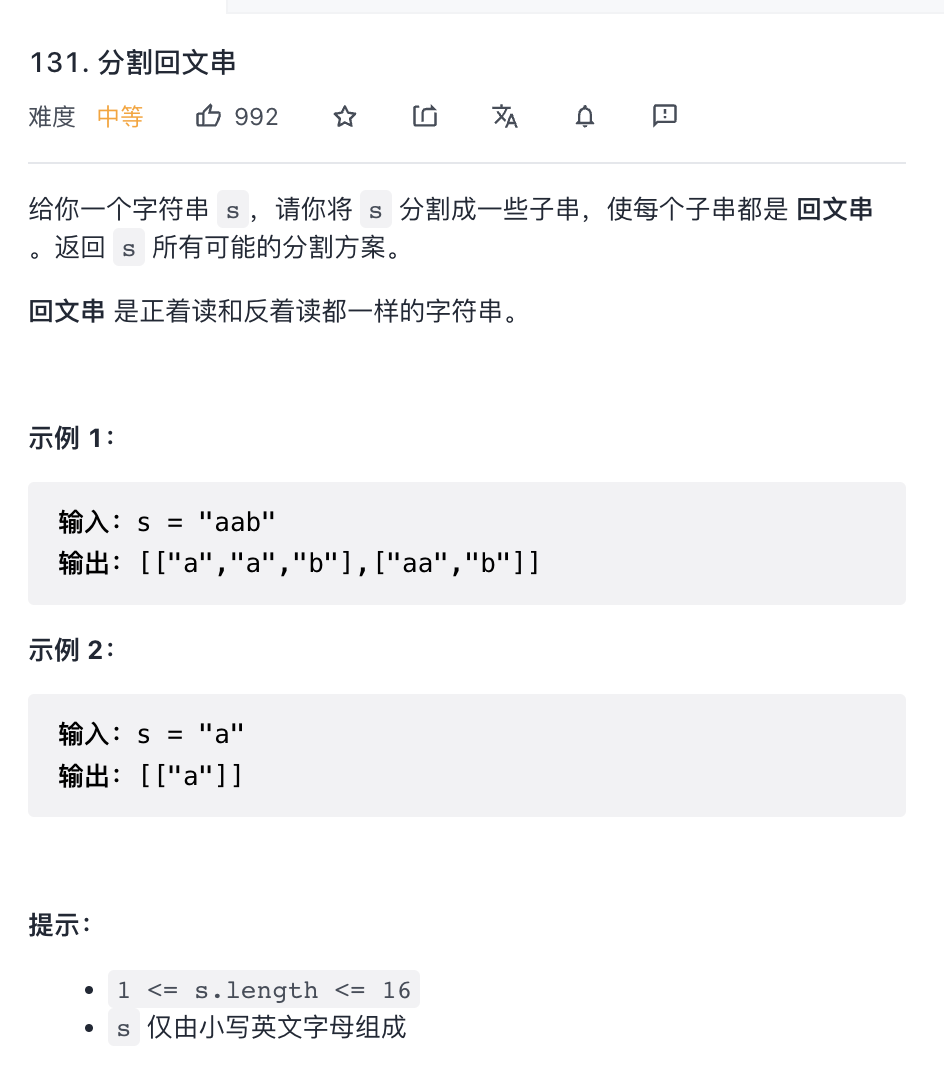 131. 分割回文串
难度 中等 992
给你一个字符串 s，请你将 s 分割成一些子串，使每个子串都是 回文串
。返回 s 所有可能的分割方案。
回文串 是正着读和反着读都一样的字符串。
示例 1：
输入：s = "aab"
输出：[["a","a","b"],["aa","b"]]
示例 2：
输入：s = "a"
输出：[["a"]]
提示：
1 <= s.length <= 16
s 仅由小写英文字母组成